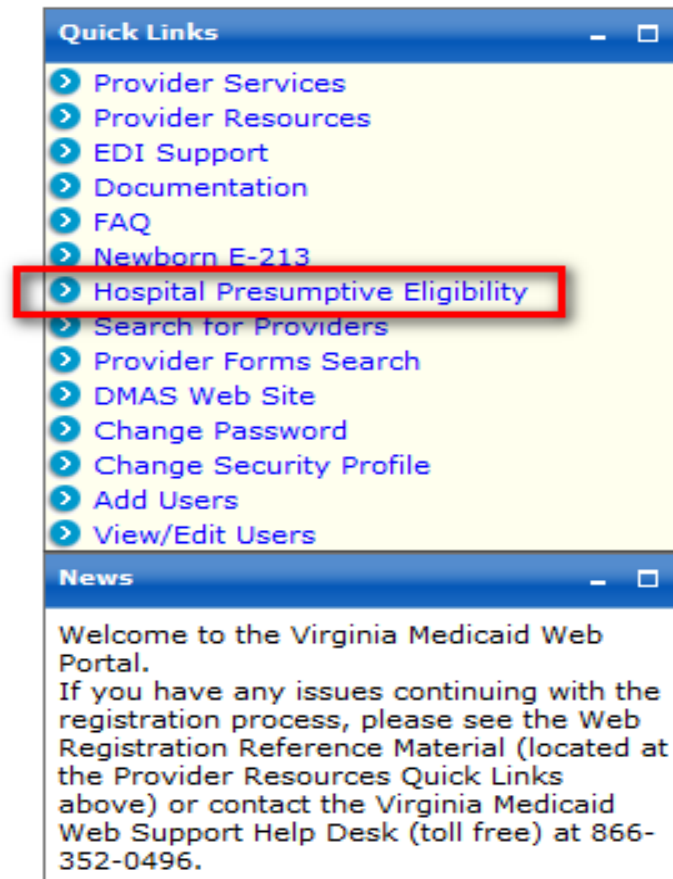 Quick Links
Provider Services
Provider Resources
EDI Support
Documentation
FAQ
Newborn E-213
Hospital Presumptive Eligibility
Search for Providers
Provider Forms Search
DMAS Web Site
Change Password
Change Security Profile
Add Users
View/Edit Users
News
Welcome to the Virginia Medicaid Web
Portal.
If you have any issues continuing with the
registration process, please see the Web
Registration Reference Material (located at
the Provider Resources Quick Links
above) or contact the Virginia Medicaid
Web Support Help Desk (toll free) at 866-
352-0496.